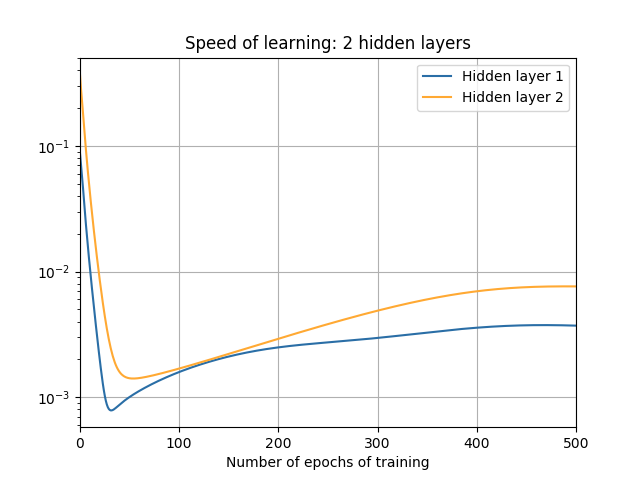 Speed of learning: 2 hidden layers
Hidden layer 1
Hidden layer 2
10⁻¹
10⁻²
10⁻³
0 100 200 300 400 500
Number of epochs of training